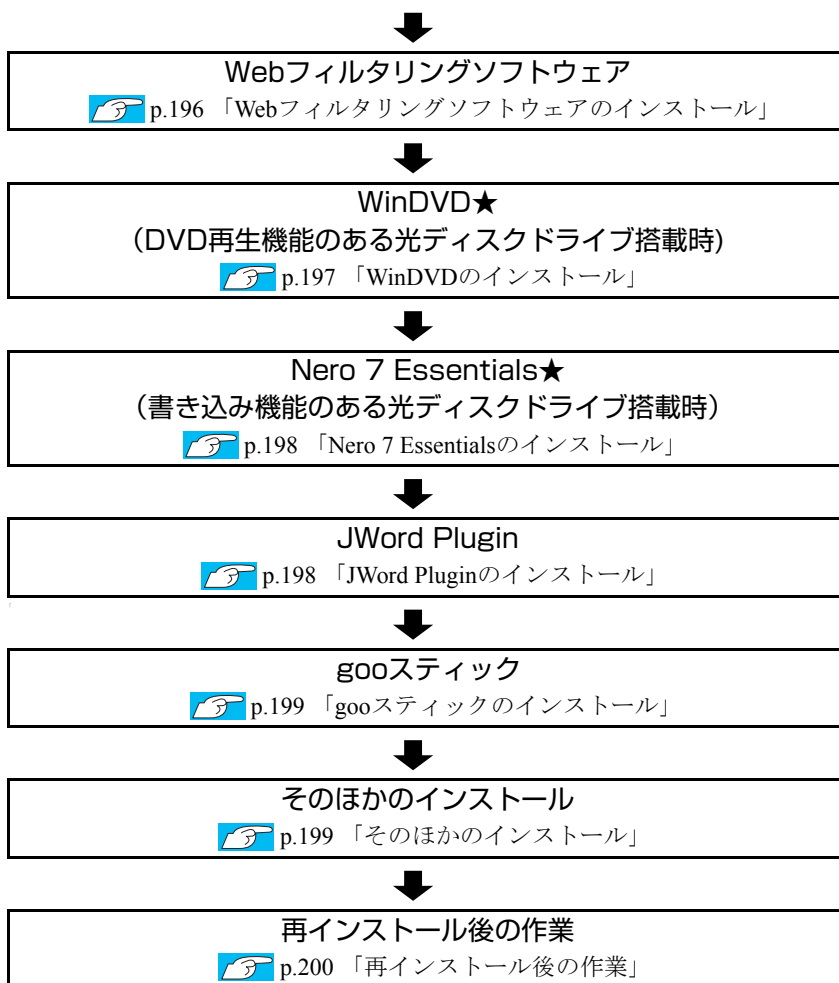 Webフィルタリングソフトウェア
p.196 「Webフィルタリングソフトウェアのインストール」
WinDVD★
（DVD再生機能のある光ディスクドライブ搭載時)
p.197 「WinDVDのインストール」
Nero 7 Essentials★
（書き込み機能のある光ディスクドライブ搭載時）
p.198 「Nero 7 Essentialsのインストール」
JWord Plugin
p.198 「JWord Pluginのインストール」
gooスティック
p.199 「gooスティックのインストール」
そのほかのインストール
p.199 「そのほかのインストール」
再インストール後の作業
p.200 「再インストール後の作業」